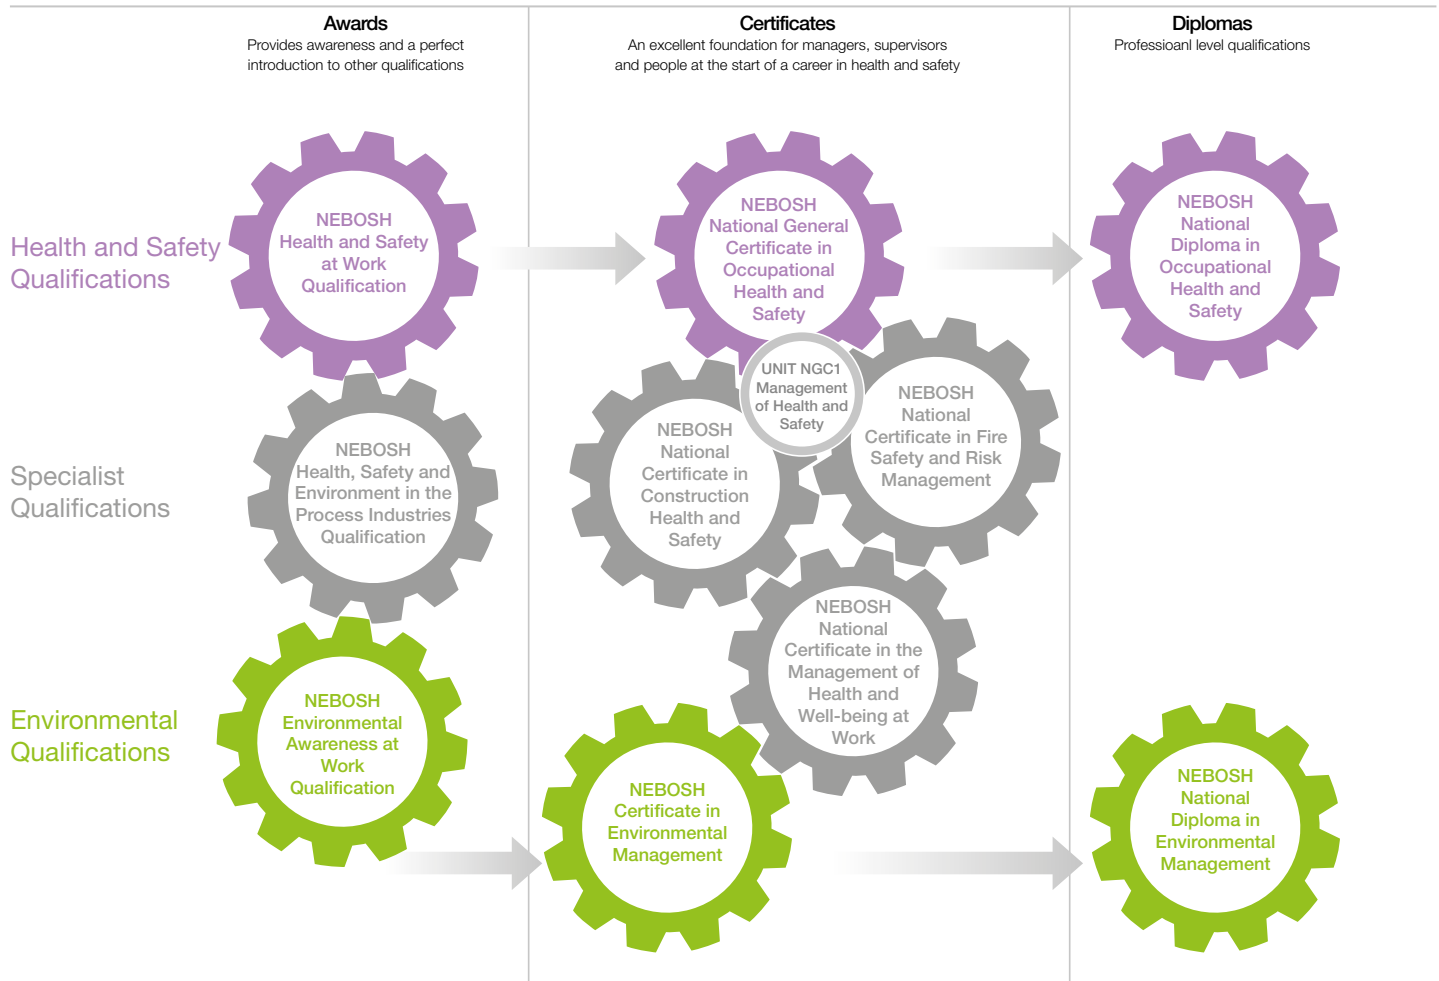 Awards
Provides awareness and a perfect
introduction to other qualifications
Certificates
An excellent foundation for managers, supervisors
and people at the start of a career in health and safety
Diplomas
Professioanl level qualifications
Health and Safety
Qualifications
NEBOSH
Health and Safety
at Work
Qualification
NEBOSH
National General
Certificate in
Occupational
Health and
Safety
NEBOSH
National
Diploma in
Occupational
Health and
Safety
UNIT NGC1
Management
of Health and
Safety
Specialist
Qualifications
NEBOSH
Health, Safety and
Environment in the
Process Industries
Qualification
NEBOSH
National
Certificate in
Construction
Health and
Safety
NEBOSH
National
Certificate in Fire
Safety and Risk
Management
NEBOSH
National
Certificate in the
Management of
Health and
Well-being at
Work
Environmental
Qualifications
NEBOSH
Environmental
Awareness at
Work
Qualification
NEBOSH
Certificate in
Environmental
Management
NEBOSH
National
Diploma in
Environmental
Management